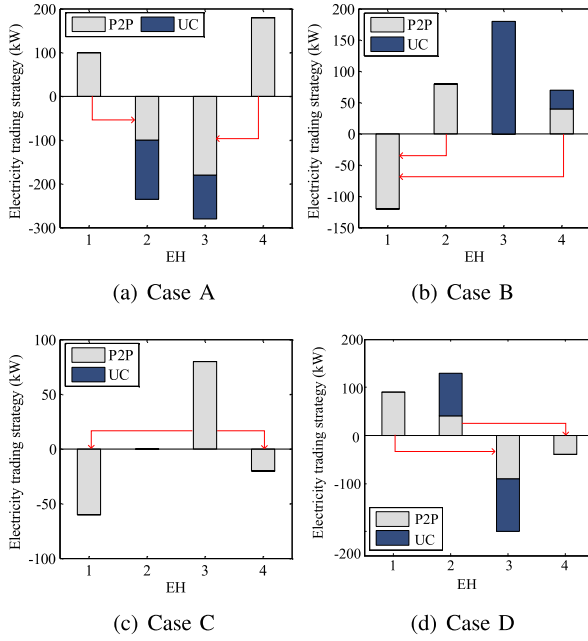 P2P UC
Electricity trading strategy (kW)
200
100
0
-100
-200
-300
1 2 3 4
EH
(a) Case A
P2P
UC
Electricity trading strategy (kW)
200
150
100
50
0
-50
-100
-150
1 2 3 4
EH
(b) Case B
P2P
UC
Electricity trading strategy (kW)
100
50
0
-50
-100
1 2 3 4
EH
(c) Case C
Electricity trading strategy (kW)
200
100
0
-100
200
P2P
UC
1 2 3 4
EH
(d) Case D